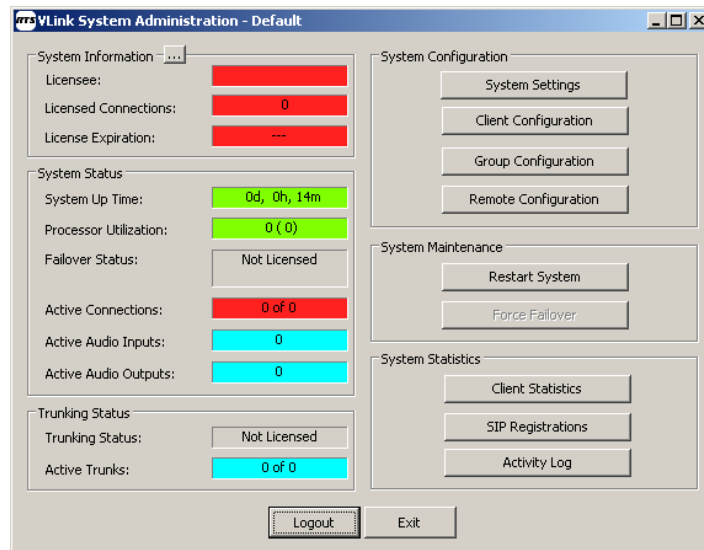 RTS VLink System Administration - Default
System Information ...
Licensee:
Licensed Connections: 0
License Expiration: ---
System Status
System Up Time: 0d, 0h, 14m
Processor Utilization: 0 ( 0)
Failover Status: Not Licensed
Active Connections: 0 of 0
Active Audio Inputs: 0
Active Audio Outputs: 0
Trunking Status
Trunking Status: Not Licensed
Active Trunks: 0 of 0
System Configuration
System Settings
Client Configuration
Group Configuration
Remote Configuration
System Maintenance
Restart System
Force Failover
System Statistics
Client Statistics
SIP Registrations
Activity Log
Logout
Exit